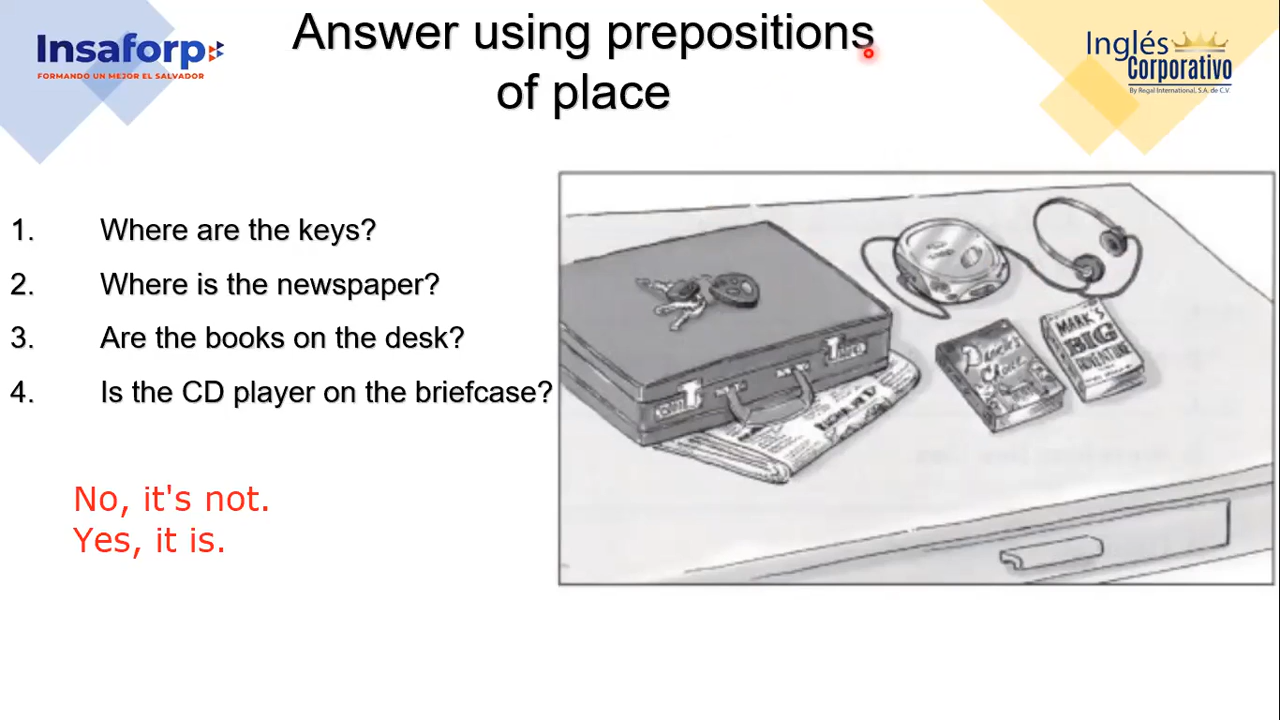 Insaforp
FORMANDO UN MEJOR EL SALVADOR
Answer using prepositions
of place
Inglés
Corporativo
By Regal International, S.A. de C.V.
1. Where are the keys?
2. Where is the newspaper?
3. Are the books on the desk?
4. Is the CD player on the briefcase?
No, it's not.
Yes, it is.
MARK'S
BIG